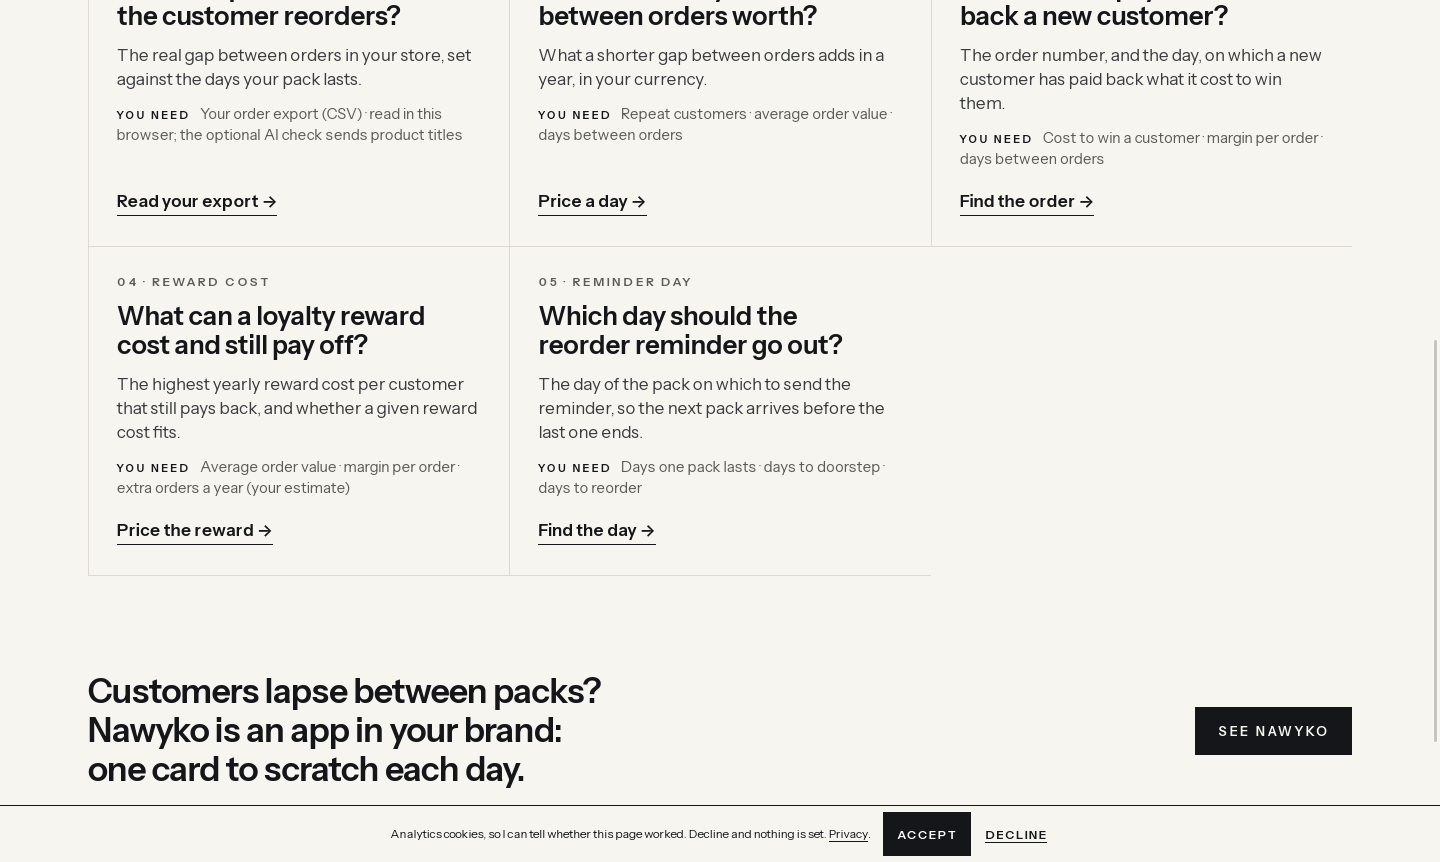 the customer reorders?
The real gap between orders in your store, set
against the days your pack lasts.
YOU NEED Your order export (CSV) · read in this
browser; the optional AI check sends product titles
Read your export →
between orders worth?
What a shorter gap between orders adds in a
year, in your currency.
YOU NEED Repeat customers · average order value ·
days between orders
Price a day →
back a new customer?
The order number, and the day, on which a new
customer has paid back what it cost to win
them.
YOU NEED Cost to win a customer · margin per order ·
days between orders
Find the order →
04 · REWARD COST
What can a loyalty reward
cost and still pay off?
The highest yearly reward cost per customer
that still pays back, and whether a given reward
cost fits.
YOU NEED Average order value · margin per order ·
extra orders a year (your estimate)
Price the reward →
05 · REMINDER DAY
Which day should the
reorder reminder go out?
The day of the pack on which to send the
reminder, so the next pack arrives before the
last one ends.
YOU NEED Days one pack lasts · days to doorstep ·
days to reorder
Find the day →
Customers lapse between packs?
Nawyko is an app in your brand:
one card to scratch each day.
SEE NAWYKO
Analytics cookies, so I can tell whether this page worked. Decline and nothing is set. Privacy.
ACCEPT
DECLINE